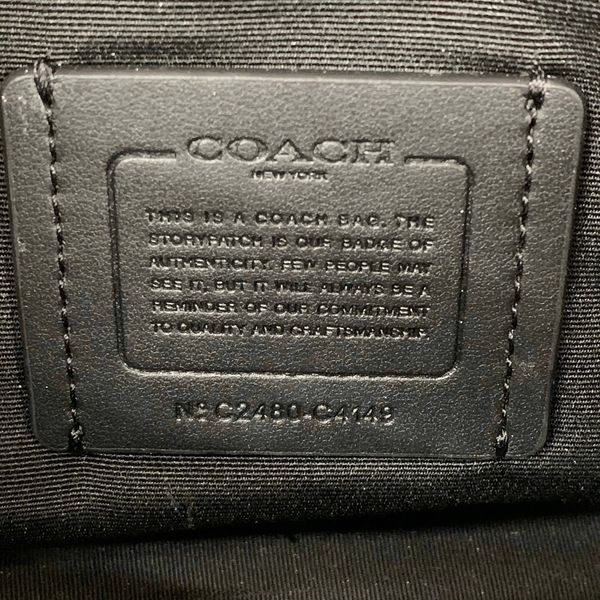 COACH
NEW YORK
THIS IS A COACH BAG. THE
STORYPATCH IS OUR BADGE OF
AUTHENTICITY. FEW PEOPLE MAY
SEE IT, BUT IT WILL ALWAYS BE A
REMINDER OF OUR COMMITMENT
TO QUALITY AND CRAFTSMANSHIP
Nº C2480-C4149